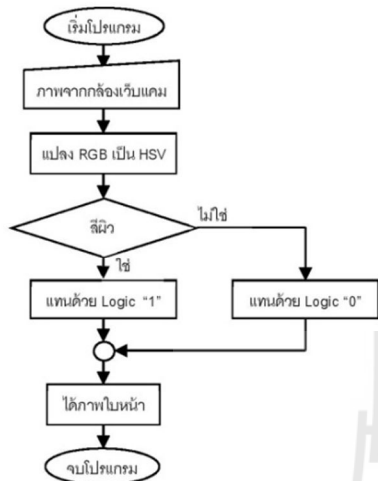 เริ่มโปรแกรม
ภาพจากกล้องเว็บแคม
แปลง RGB เป็น HSV
สีผิว
ไม่ใช่
ใช่
แทนด้วย Logic “1”
แทนด้วย Logic “0”
ได้ภาพใบหน้า
จบโปรแกรม